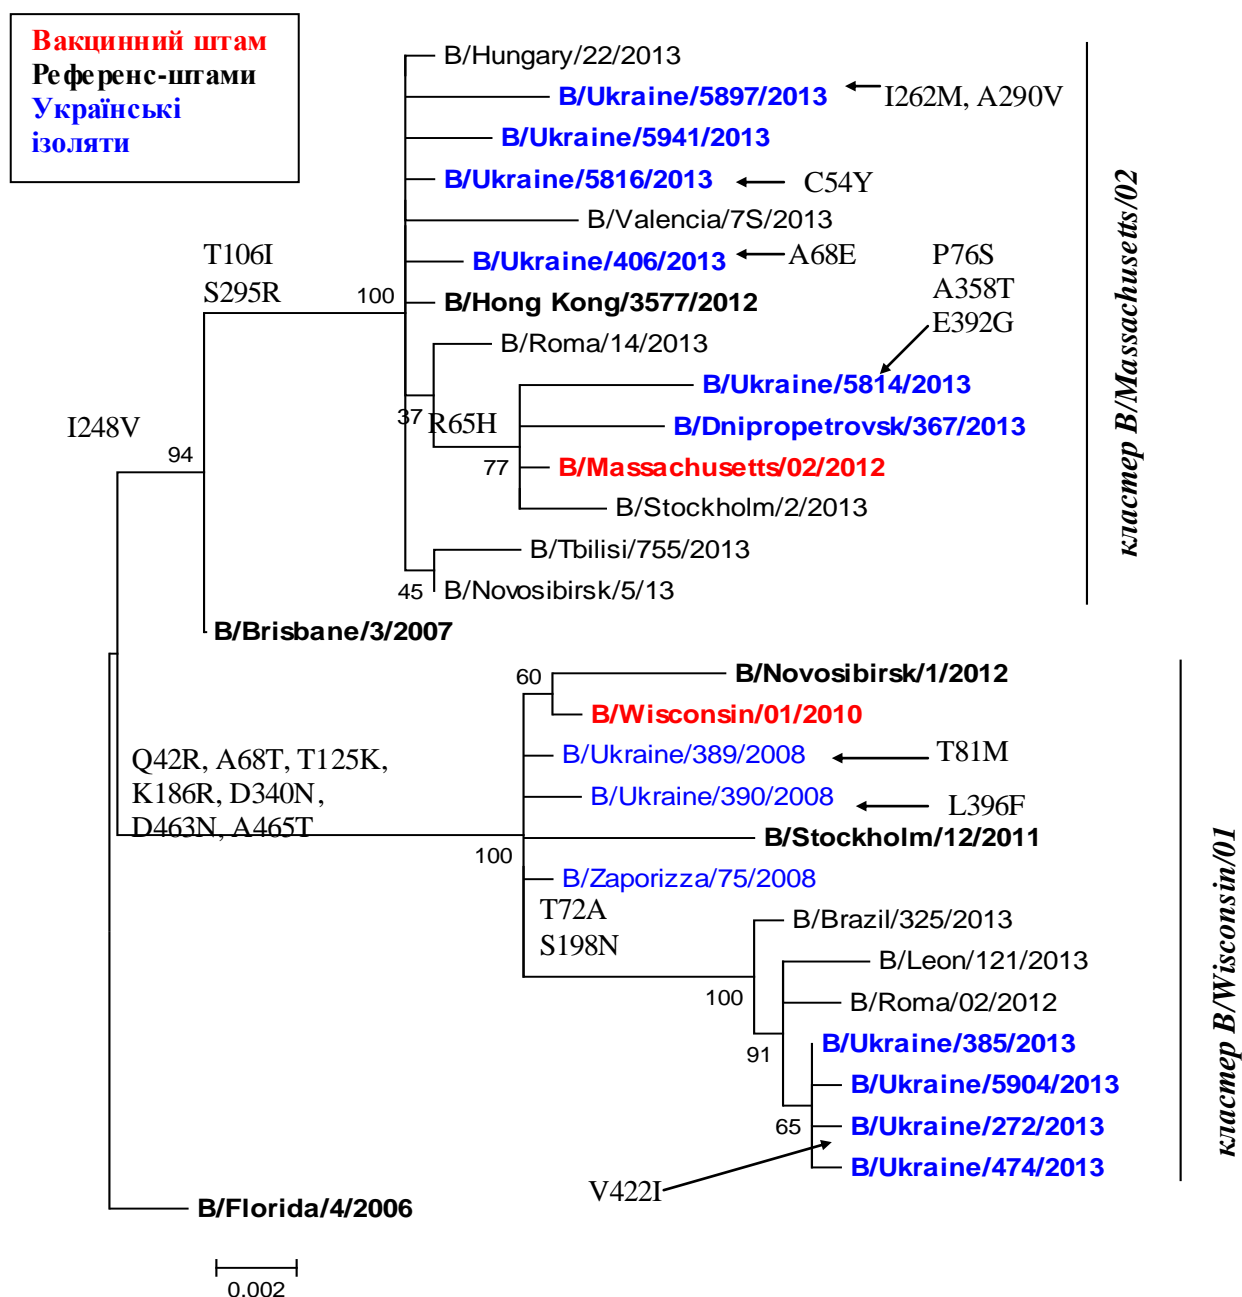 Вакцинний штам
Референс-штами
Українські
ізоляти
B/Hungary/22/2013
B/Ukraine/5897/2013
I262M, A290V
B/Ukraine/5941/2013
B/Ukraine/5816/2013
C54Y
B/Valencia/7S/2013
T106I
S295R
B/Ukraine/406/2013
A68E
P76S
A358T
E392G
100
B/Hong Kong/3577/2012
B/Roma/14/2013
B/Ukraine/5814/2013
37
R65H
B/Dnipropetrovsk/367/2013
I248V
94
77
B/Massachusetts/02/2012
B/Stockholm/2/2013
B/Tbilisi/755/2013
45
B/Novosibirsk/5/13
B/Brisbane/3/2007
кластер B/Massachusetts/02
60
B/Novosibirsk/1/2012
B/Wisconsin/01/2010
Q42R, A68T, T125K,
K186R, D340N,
D463N, A465T
B/Ukraine/389/2008
T81M
B/Ukraine/390/2008
L396F
B/Stockholm/12/2011
100
B/Zaporizza/75/2008
T72A
S198N
B/Brazil/325/2013
B/Leon/121/2013
100
B/Roma/02/2012
91
B/Ukraine/385/2013
B/Ukraine/5904/2013
65
B/Ukraine/272/2013
B/Ukraine/474/2013
V422I
кластер B/Wisconsin/01
B/Florida/4/2006
0.002